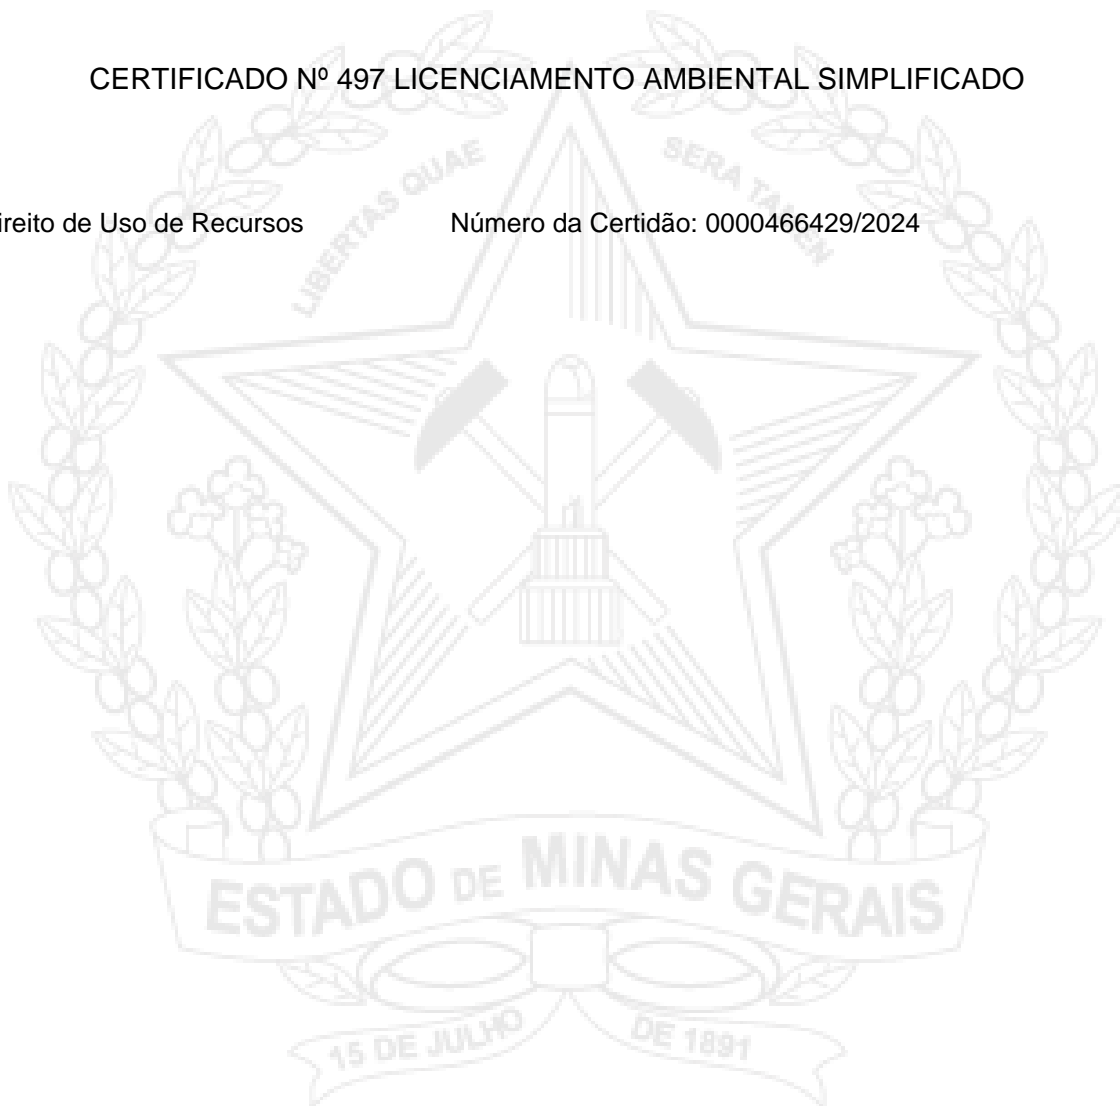 CERTIFICADO Nº 497 LICENCIAMENTO AMBIENTAL SIMPLIFICADO
LIBERTAS QUAE SERA TAMEN
ireito de Uso de Recursos Número da Certidão: 0000466429/2024
ESTADO DE MINAS GERAIS
15 DE JULHO DE 1891